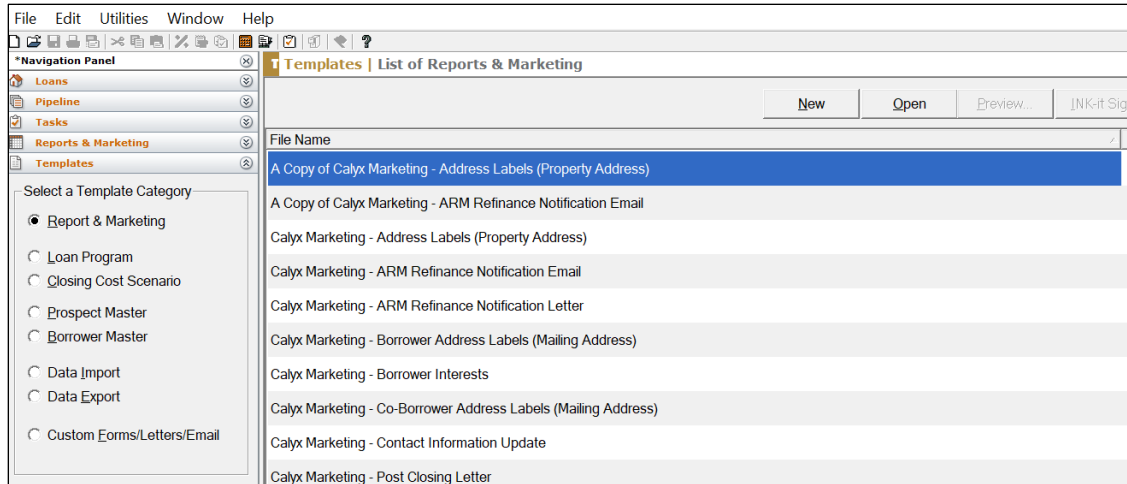 File Edit Utilities Window Help
*Navigation Panel
Loans
Pipeline
Tasks
Reports & Marketing
Templates
Select a Template Category
Report & Marketing
Loan Program
Closing Cost Scenario
Prospect Master
Borrower Master
Data Import
Data Export
Custom Forms/Letters/Email
T Templates | List of Reports & Marketing
New Open Preview... INK-it Sig
File Name
A Copy of Calyx Marketing - Address Labels (Property Address)
A Copy of Calyx Marketing - ARM Refinance Notification Email
Calyx Marketing - Address Labels (Property Address)
Calyx Marketing - ARM Refinance Notification Email
Calyx Marketing - ARM Refinance Notification Letter
Calyx Marketing - Borrower Address Labels (Mailing Address)
Calyx Marketing - Borrower Interests
Calyx Marketing - Co-Borrower Address Labels (Mailing Address)
Calyx Marketing - Contact Information Update
Calyx Marketing - Post Closing Letter